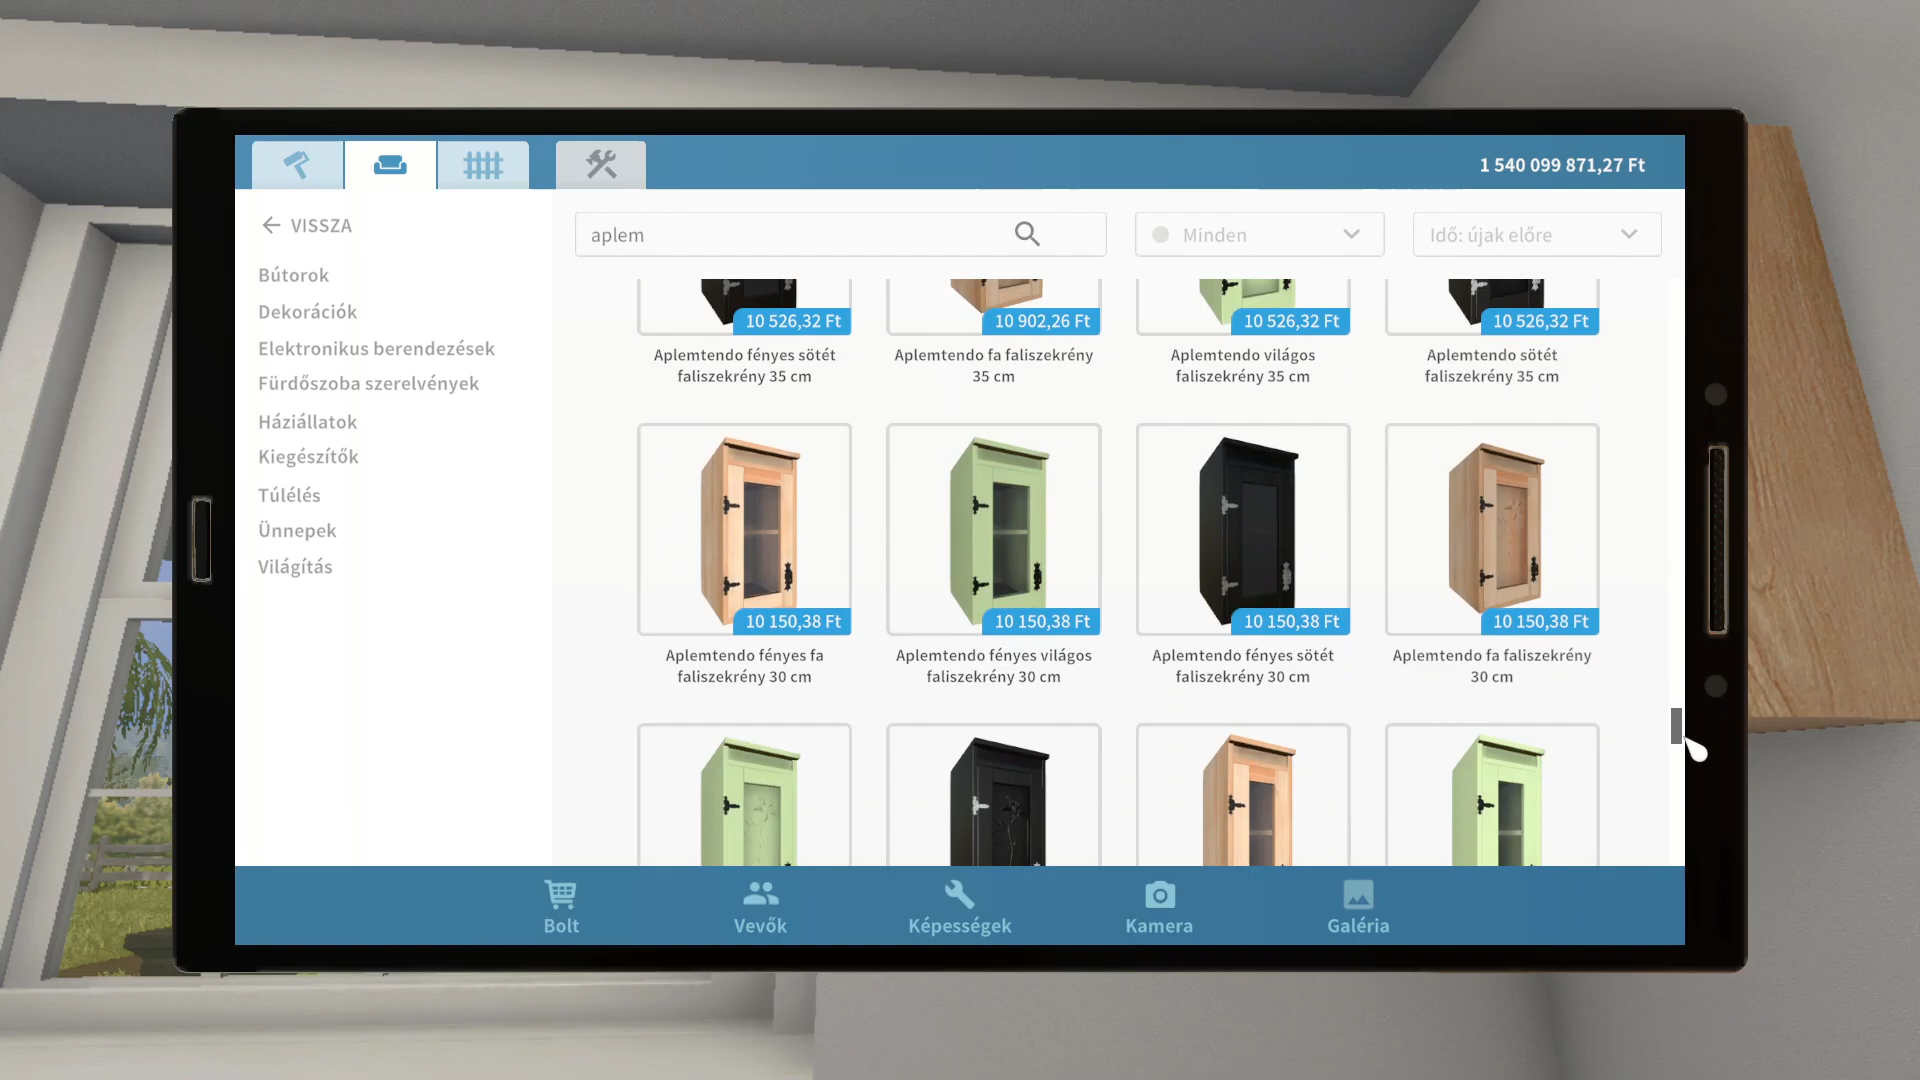 1 540 099 871,27 Ft
VISSZA
aplem
Minden
Idő: újak előre
Bútorok
Dekorációk
Elektronikus berendezések
Fürdőszoba szerelvények
Háziállatok
Kiegészítők
Túlélés
Ünnepek
Világítás
10 526,32 Ft
10 902,26 Ft
10 526,32 Ft
10 526,32 Ft
Aplemtendo fényes sötét
faliszekrény 35 cm
Aplemtendo fa faliszekrény
35 cm
Aplemtendo világos
faliszekrény 35 cm
Aplemtendo sötét
faliszekrény 35 cm
10 150,38 Ft
10 150,38 Ft
10 150,38 Ft
10 150,38 Ft
Aplemtendo fényes fa
faliszekrény 30 cm
Aplemtendo fényes világos
faliszekrény 30 cm
Aplemtendo fényes sötét
faliszekrény 30 cm
Aplemtendo fa faliszekrény
30 cm
Bolt
Vevők
Képességek
Kamera
Galéria